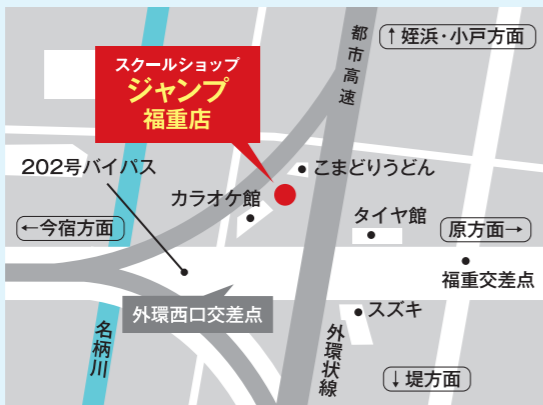 ↑姪浜・小戸方面
都市高速
スクールショップ
ジャンプ
福重店
こまどりうどん
202号バイパス
カラオケ館
タイヤ館
←今宿方面
原方面→
福重交差点
外環西口交差点
スズキ
名柄川
外環状線
↓堤方面